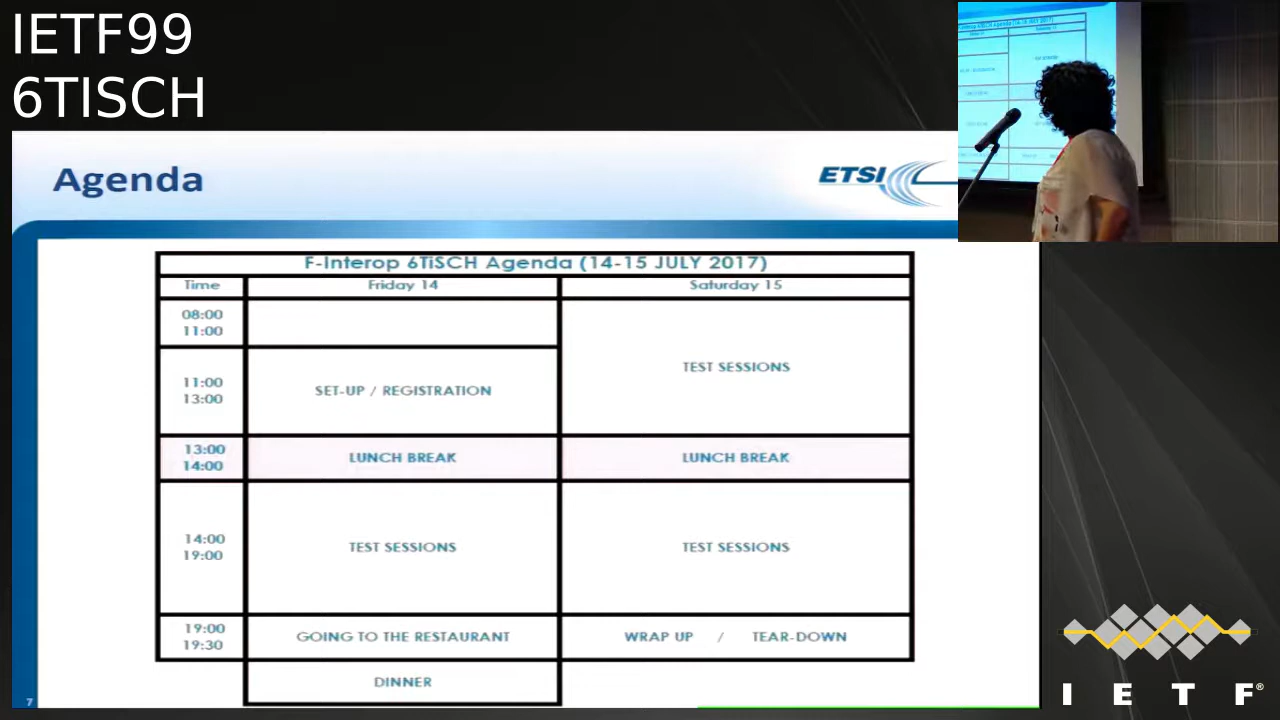 IETF99
6TISCH
Agenda
ETSI
F-Interop 6TiSCH Agenda (14-15 JULY 2017)
Time Friday 14 Saturday 15
08:00
11:00
TEST SESSIONS
11:00
13:00
SET-UP / REGISTRATION
13:00
14:00
LUNCH BREAK LUNCH BREAK
14:00
19:00
TEST SESSIONS TEST SESSIONS
19:00
19:30
GOING TO THE RESTAURANT WRAP UP / TEAR-DOWN
DINNER
7
I E T F®